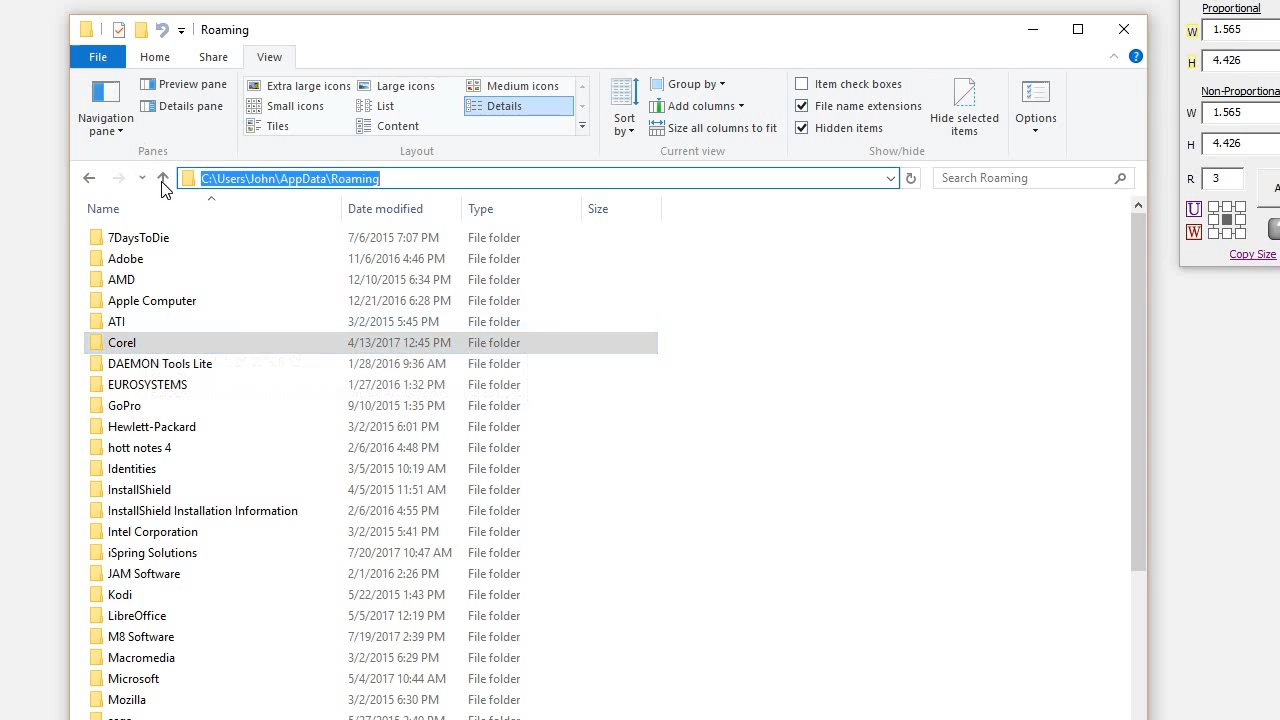 Roaming
File Home Share View
Navigation pane
Preview pane
Details pane
Panes
Extra large icons Large icons Medium icons
Small icons List Details
Tiles Content
Layout
Sort by
Group by
Add columns
Size all columns to fit
Current view
Item check boxes
File name extensions
Hidden items
Hide selected items
Show/hide
Options
C:\Users\John\AppData\Roaming
Search Roaming
Name Date modified Type Size
7DaysToDie 7/6/2015 7:07 PM File folder
Adobe 11/6/2016 4:46 PM File folder
AMD 12/10/2015 6:34 PM File folder
Apple Computer 12/21/2016 6:28 PM File folder
ATI 3/2/2015 5:45 PM File folder
Corel 4/13/2017 12:45 PM File folder
DAEMON Tools Lite 1/28/2016 9:36 AM File folder
EUROSYSTEMS 1/27/2016 1:32 PM File folder
GoPro 9/10/2015 1:35 PM File folder
Hewlett-Packard 3/2/2015 6:01 PM File folder
hott notes 4 2/6/2016 4:48 PM File folder
Identities 3/5/2015 10:19 AM File folder
InstallShield 4/5/2015 11:51 AM File folder
InstallShield Installation Information 2/6/2016 4:55 PM File folder
Intel Corporation 3/2/2015 5:41 PM File folder
iSpring Solutions 7/20/2017 10:47 AM File folder
JAM Software 2/1/2016 2:26 PM File folder
Kodi 5/22/2015 1:43 PM File folder
LibreOffice 5/5/2017 12:19 PM File folder
M8 Software 7/19/2017 2:39 PM File folder
Macromedia 3/2/2015 6:29 PM File folder
Microsoft 5/4/2017 10:44 AM File folder
Mozilla 3/2/2015 6:30 PM File folder
Proportional
W 1.565
H 4.426
Non-Proportiona
W 1.565
H 4.426
R 3 A
U
W
Copy Size